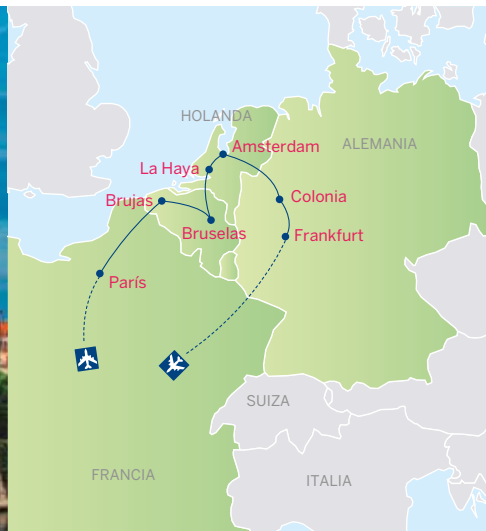 HOLANDA
Amsterdam
ALEMANIA
La Haya
Colonia
Brujas
Bruselas
Frankfurt
París
SUIZA
FRANCIA
ITALIA